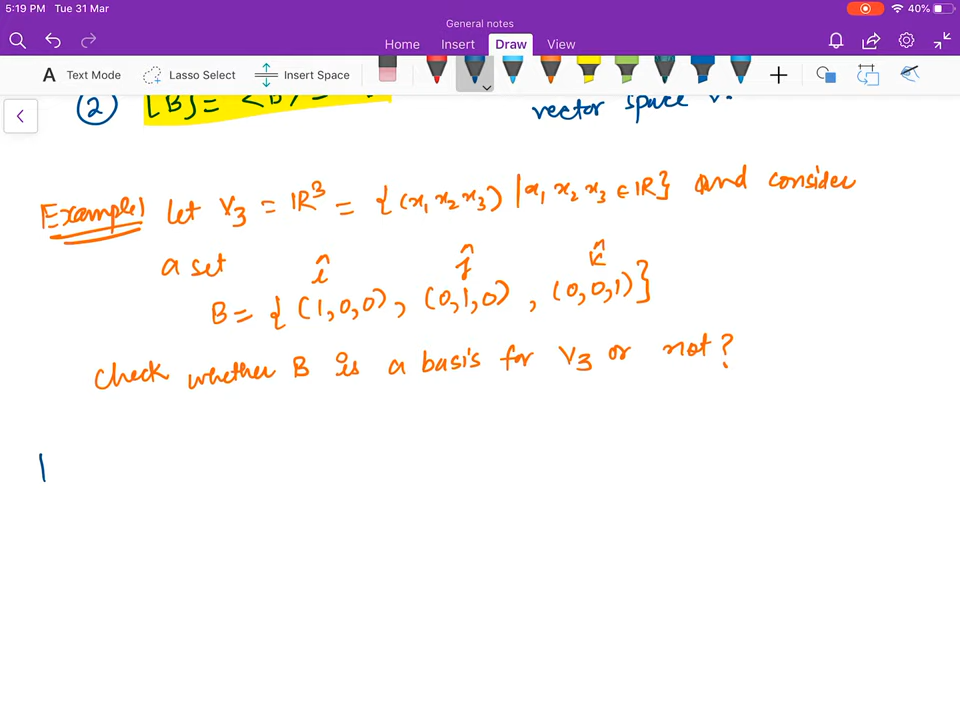 5:19 PM Tue 31 Mar
General notes
40%
Home Insert Draw View
A Text Mode Lasso Select Insert Space
② [B] = <B> =
vector space V.
Example) Let V₃ = ℝ³ = {(x₁ x₂ x₃) | x₁ x₂ x₃ ∈ ℝ} and consider
a set î ĵ k̂
B = {(1,0,0), (0,1,0), (0,0,1)}
Check whether B is a basis for V₃ or not?